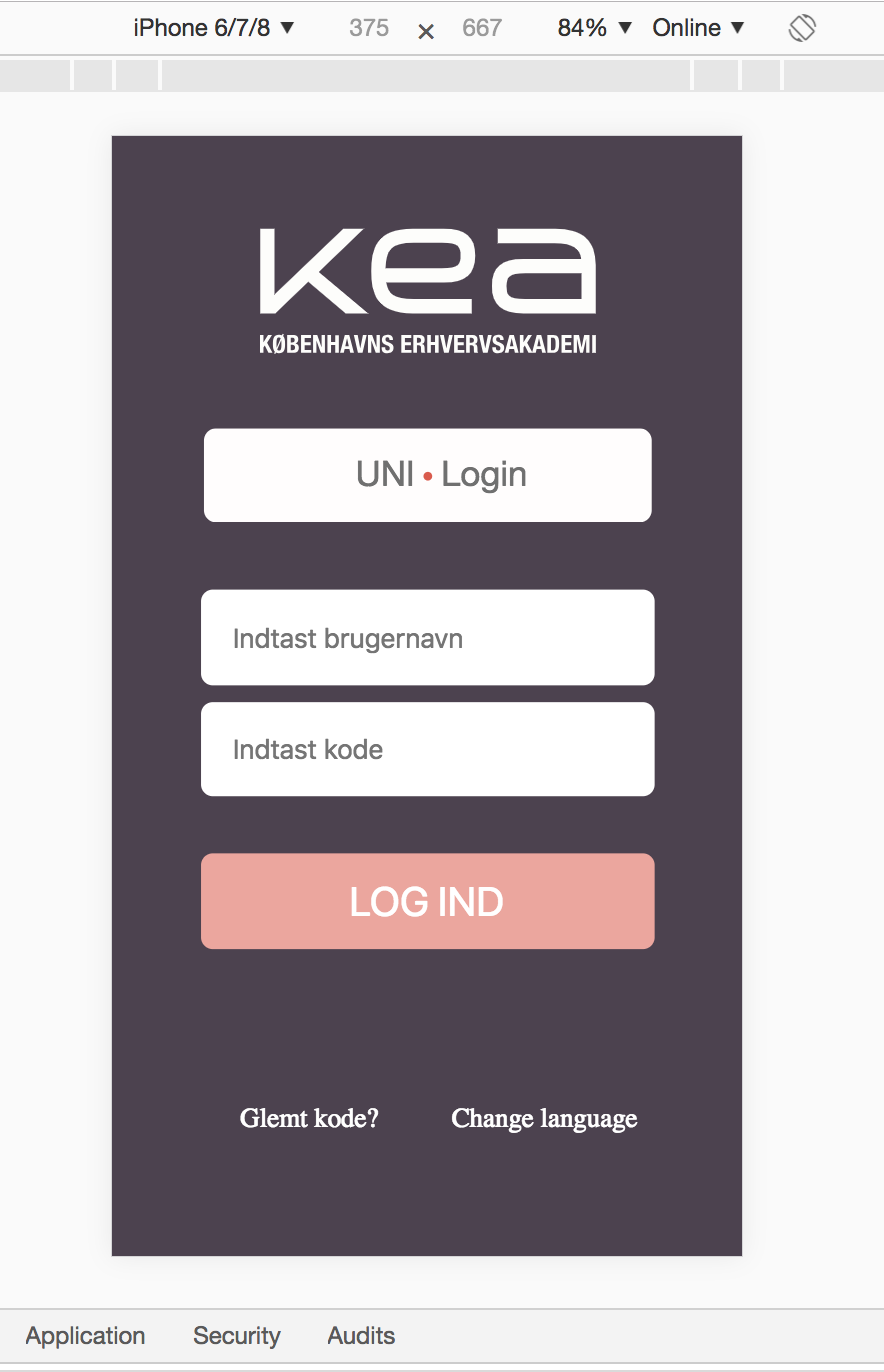 iPhone 6/7/8 ▼ 375 × 667 84% ▼ Online ▼
kea
KØBENHAVNS ERHVERVSAKADEMI
UNI • Login
Indtast brugernavn
Indtast kode
LOG IND
Glemt kode? Change language
Application Security Audits